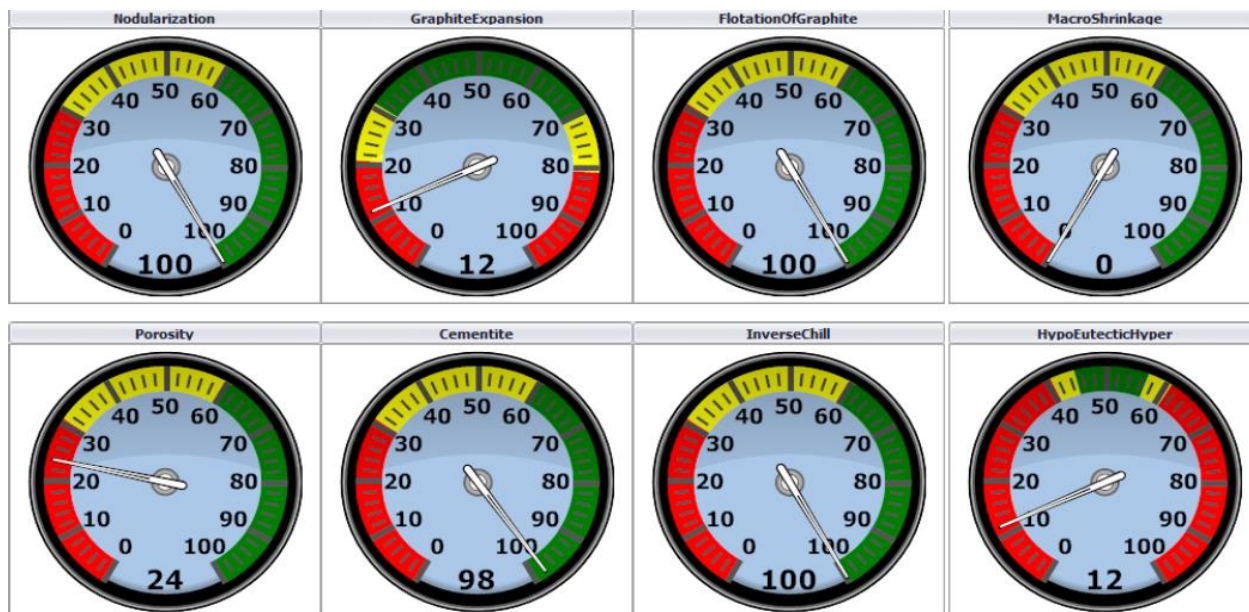 Nodularization GraphiteExpansion FlotationOfGraphite MacroShrinkage
50 50 50 50
40 60 40 60 40 60 40 60
30 70 30 70 30 70 30 70
20 80 20 80 20 80 20 80
10 90 10 90 10 90 10 90
0 100 0 100 0 100 0 100
100 12 100 0
Porosity Cementite InverseChill HypoEutecticHyper
50 50 50 50
40 60 40 60 40 60 40 60
30 70 30 70 30 70 30 70
20 80 20 80 20 80 20 80
10 90 10 90 10 90 10 90
0 100 0 100 0 100 0 100
24 98 100 12